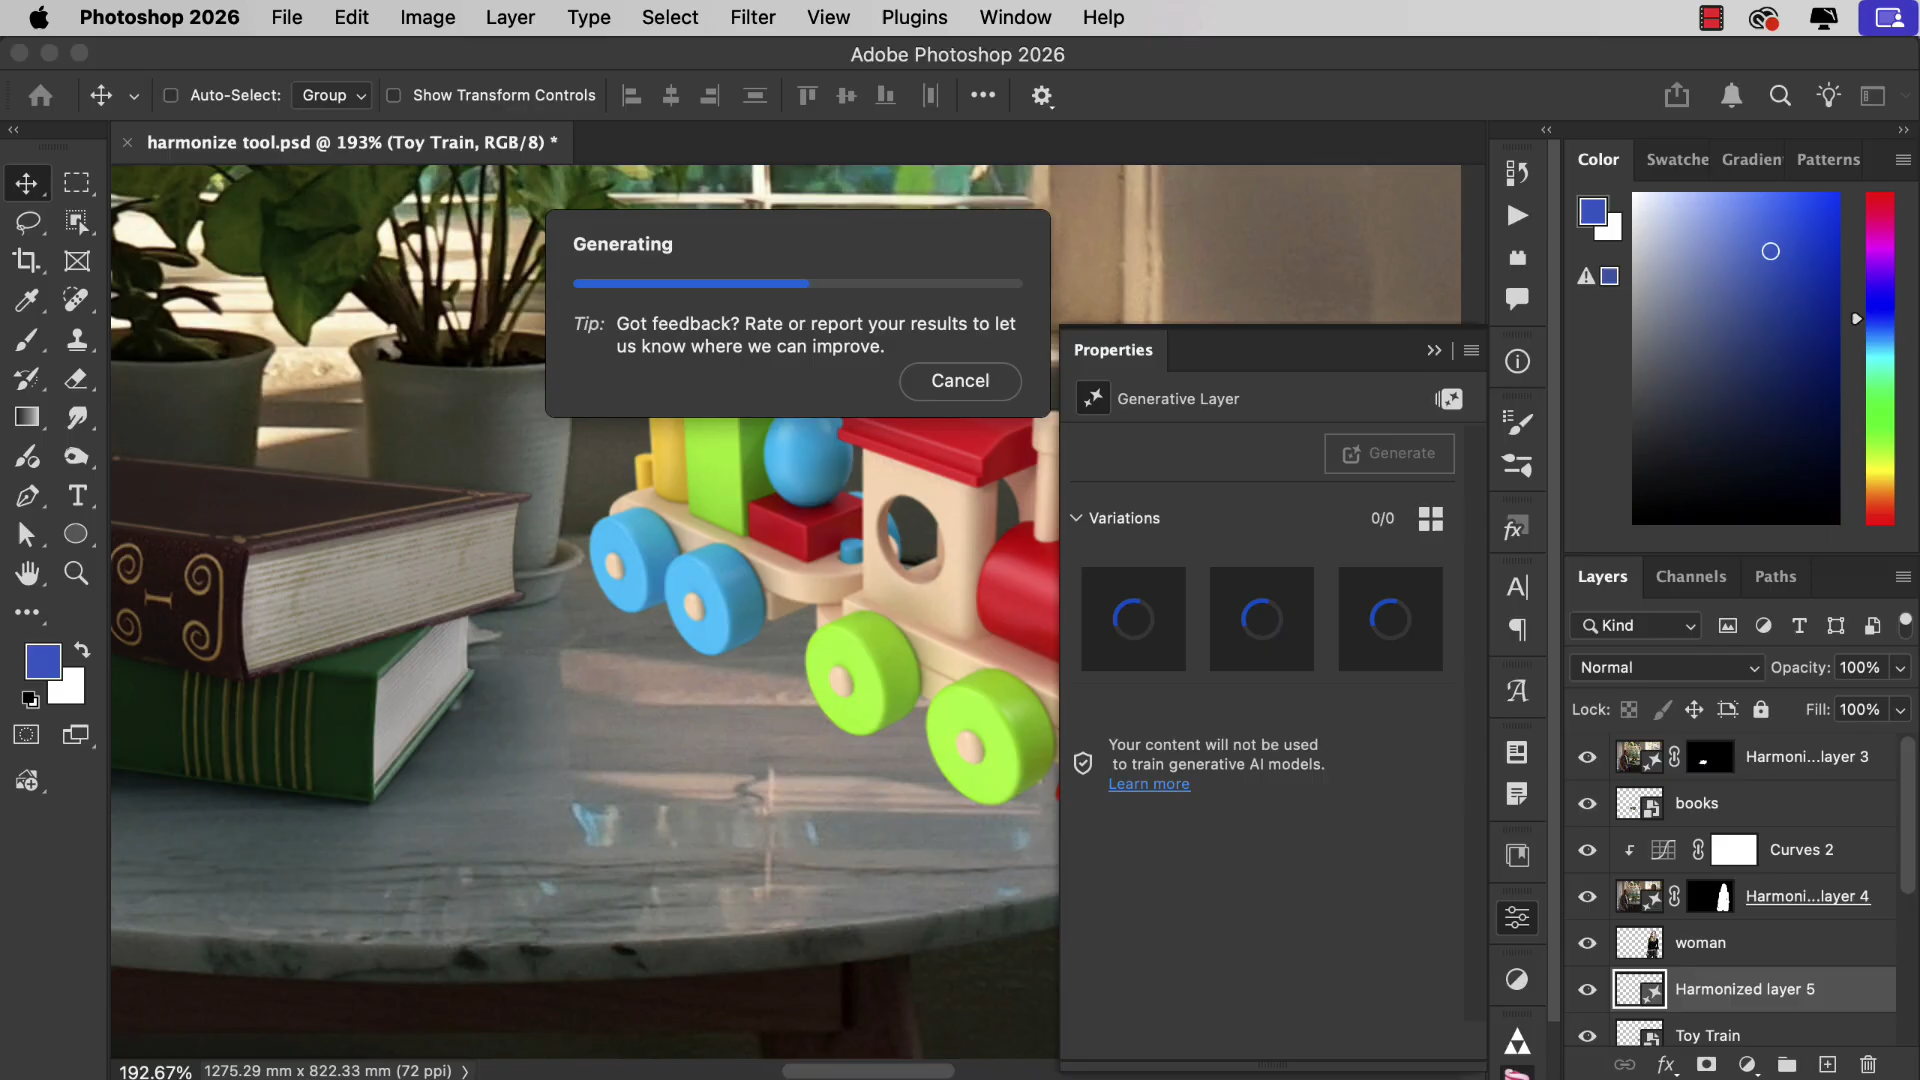 Photoshop 2026 File Edit Image Layer Type Select Filter View Plugins Window Help
Adobe Photoshop 2026
Auto-Select: Group Show Transform Controls
harmonize tool.psd @ 193% (Toy Train, RGB/8) *
Generating
Tip: Got feedback? Rate or report your results to let
us know where we can improve.
Cancel
Properties
Generative Layer
Generate
Variations 0/0
Your content will not be used
to train generative AI models.
Learn more
Color Swatche Gradien Patterns
Layers Channels Paths
Kind
Normal Opacity: 100%
Lock: Fill: 100%
Harmoni...layer 3
books
Curves 2
Harmoni...layer 4
woman
Harmonized layer 5
Toy Train
192.67% 1275.29 mm x 822.33 mm (72 ppi)